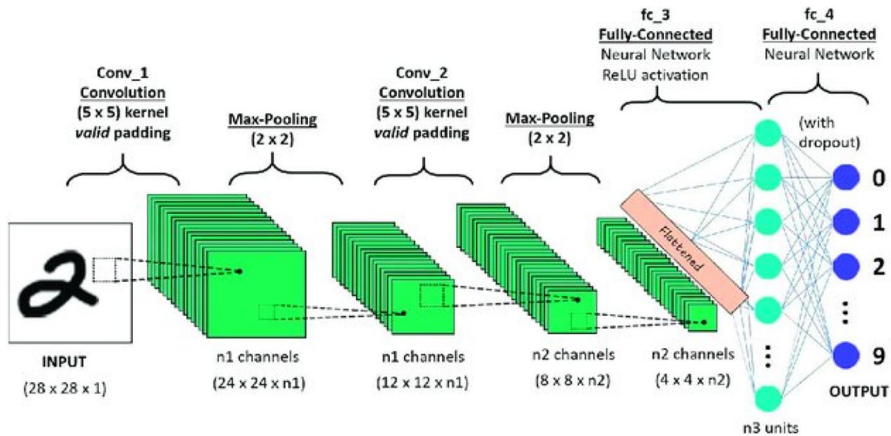 fc_3
Fully-Connected
Neural Network
ReLU activation
fc_4
Fully-Connected
Neural Network
Conv_1
Convolution
(5 x 5) kernel
valid padding
Max-Pooling
(2 x 2)
Conv_2
Convolution
(5 x 5) kernel
valid padding
Max-Pooling
(2 x 2)
(with
dropout)
2
Flattened
0
1
2
9
INPUT
(28 x 28 x 1)
n1 channels
(24 x 24 x n1)
n1 channels
(12 x 12 x n1)
n2 channels
(8 x 8 x n2)
n2 channels
(4 x 4 x n2)
n3 units
OUTPUT